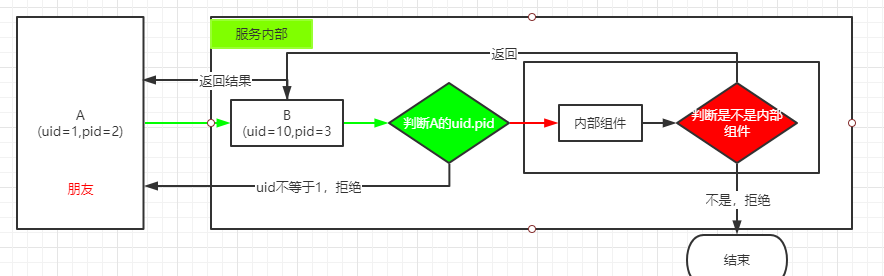 服务内部
返回
返回结果
A
(uid=1,pid=2)
朋友
B
(uid=10,pid=3
判断A的uid.pid
内部组件
判断是不是内部
组件
uid不等于1，拒绝
不是，拒绝
结束